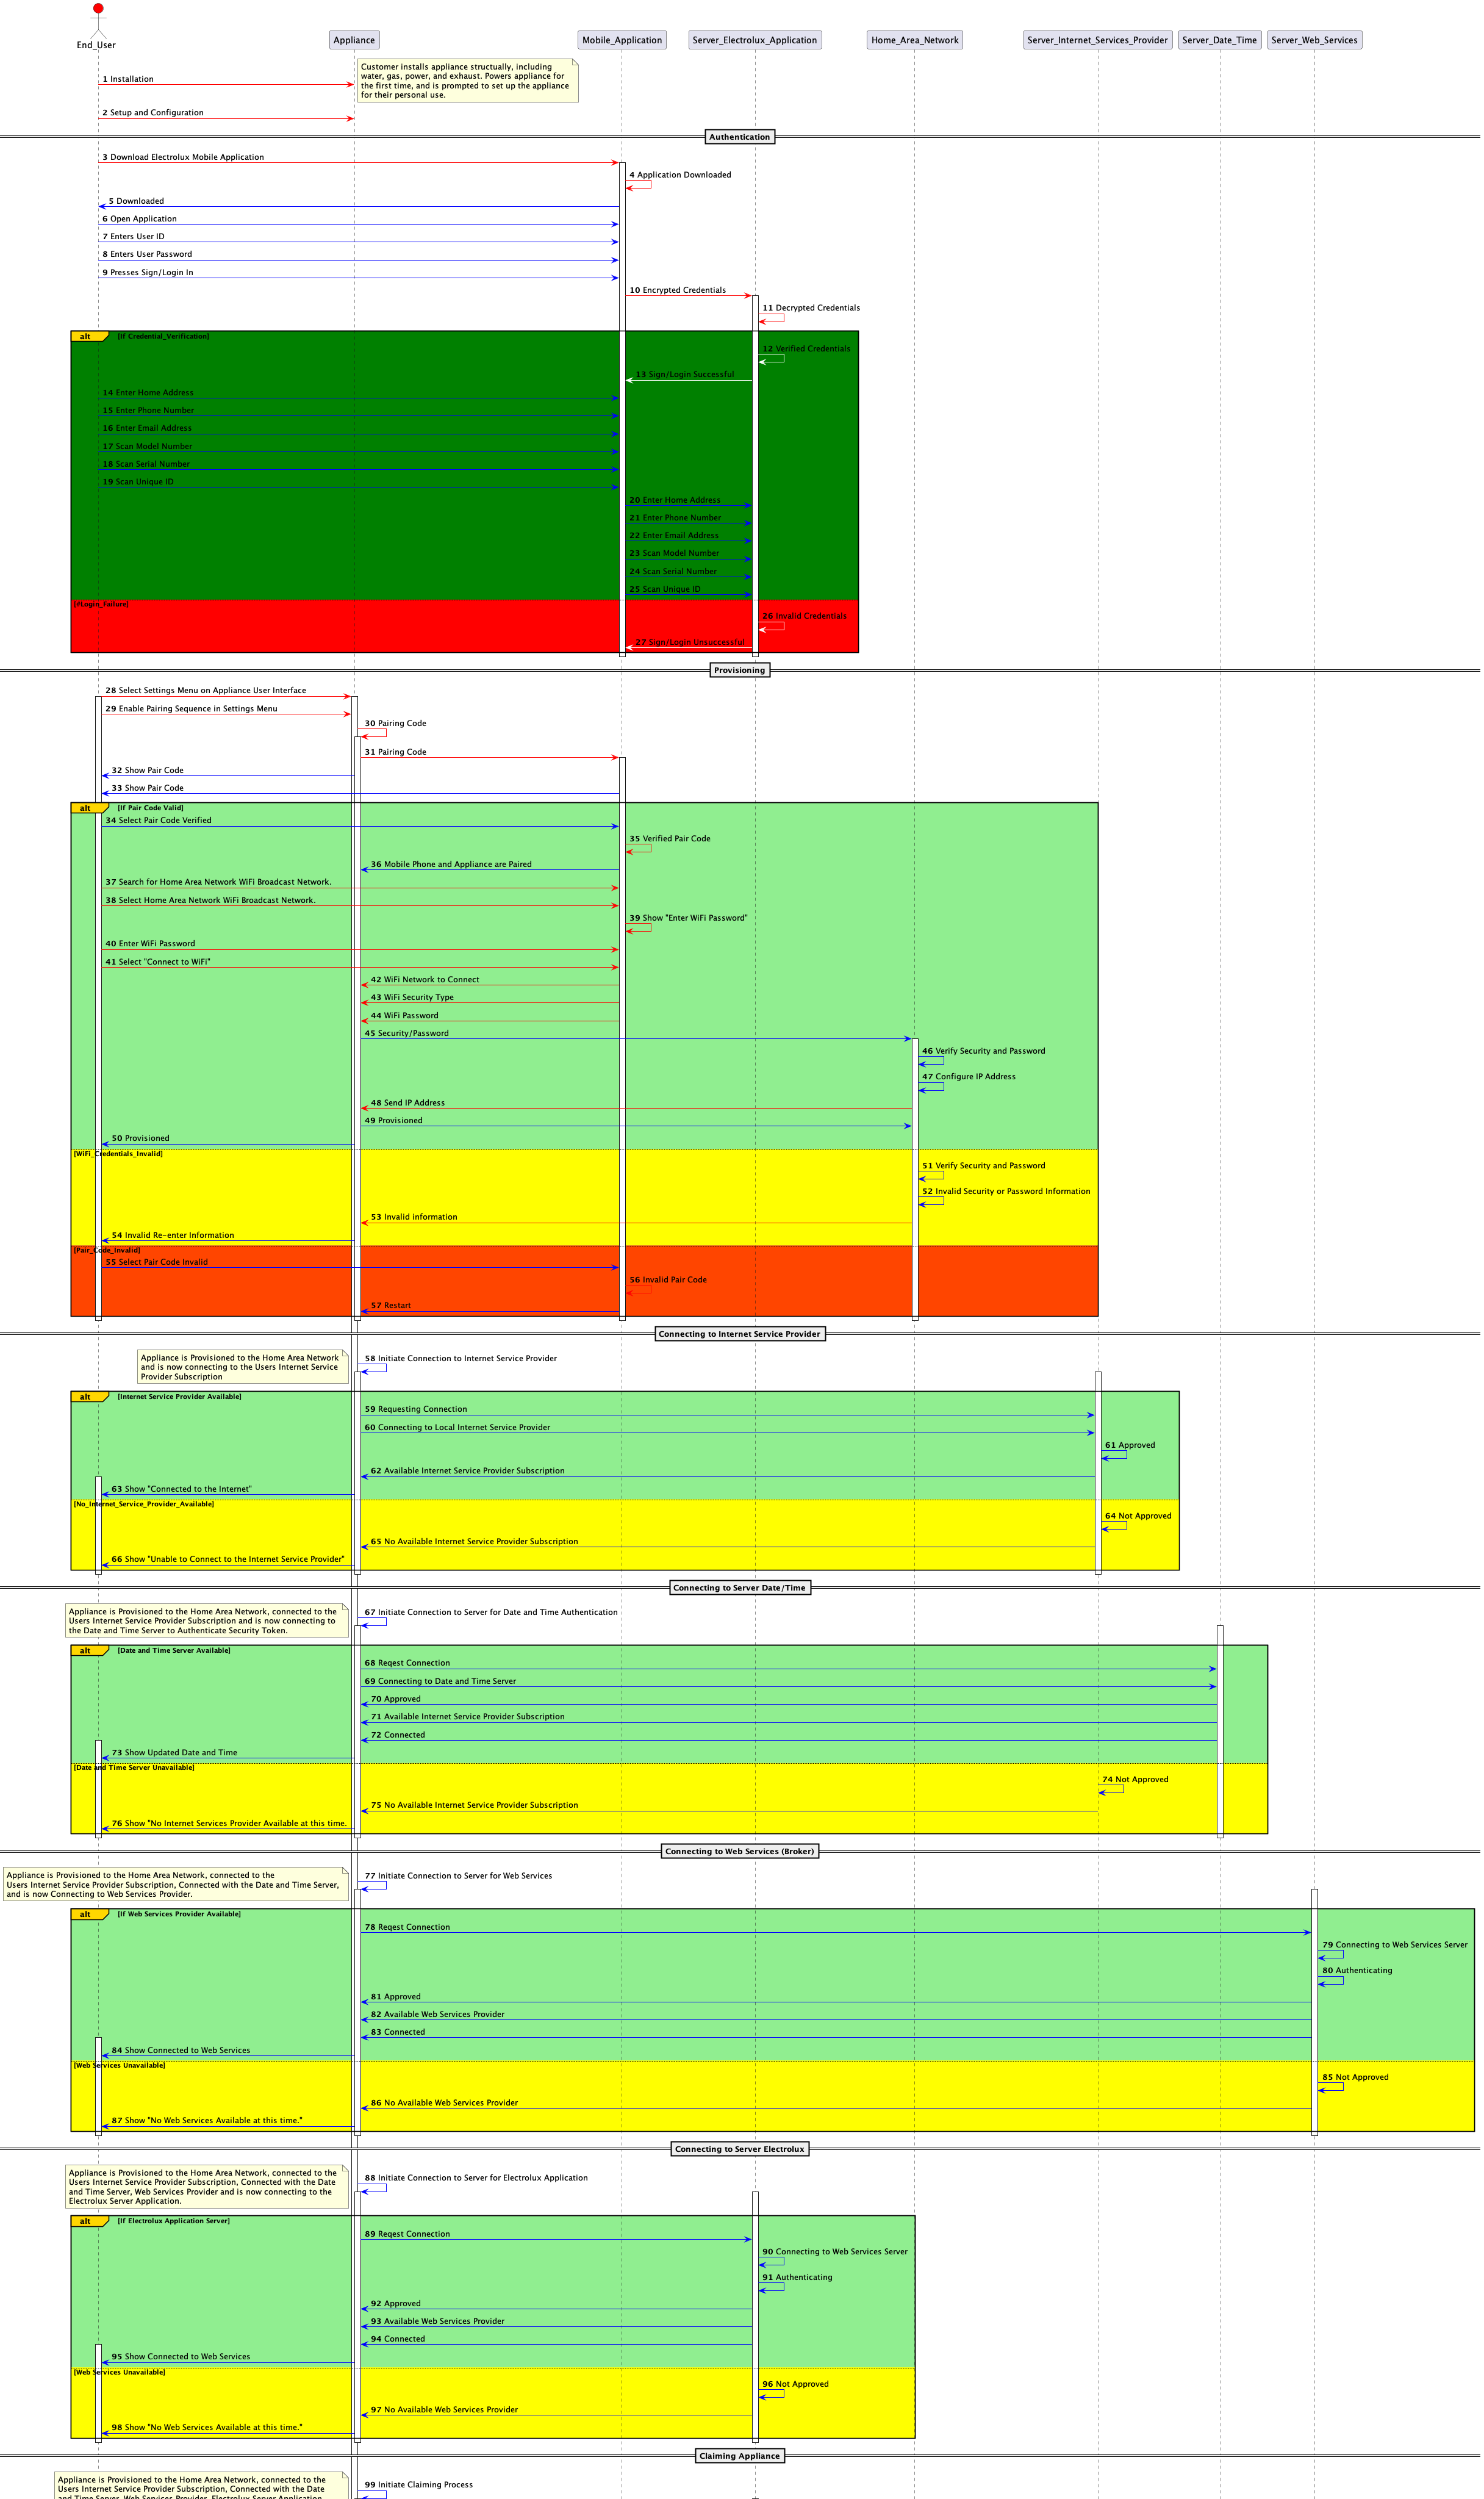 End_User
Appliance
Mobile_Application
Server_Electrolux_Application
Home_Area_Network
Server_Internet_Services_Provider
Server_Date_Time
Server_Web_Services
Customer installs appliance structually, including
water, gas, power, and exhaust. Powers appliance for
the first time, and is prompted to set up the appliance
for their personal use.
1 Installation
2 Setup and Configuration
Authentication
3 Download Electrolux Mobile Application
4 Application Downloaded
5 Downloaded
6 Open Application
7 Enters User ID
8 Enters User Password
9 Presses Sign/Login In
10 Encrypted Credentials
11 Decrypted Credentials
alt [If Credential_Verification]
12 Verified Credentials
13 Sign/Login Successful
14 Enter Home Address
15 Enter Phone Number
16 Enter Email Address
17 Scan Model Number
18 Scan Serial Number
19 Scan Unique ID
20 Enter Home Address
21 Enter Phone Number
22 Enter Email Address
23 Scan Model Number
24 Scan Serial Number
25 Scan Unique ID
[#Login_Failure]
26 Invalid Credentials
27 Sign/Login Unsuccessful
Provisioning
28 Select Settings Menu on Appliance User Interface
29 Enable Pairing Sequence in Settings Menu
30 Pairing Code
31 Pairing Code
32 Show Pair Code
33 Show Pair Code
alt [If Pair Code Valid]
34 Select Pair Code Verified
35 Verified Pair Code
36 Mobile Phone and Appliance are Paired
37 Search for Home Area Network WiFi Broadcast Network.
38 Select Home Area Network WiFi Broadcast Network.
39 Show "Enter WiFi Password"
40 Enter WiFi Password
41 Select "Connect to WiFi"
42 WiFi Network to Connect
43 WiFi Security Type
44 WiFi Password
45 Security/Password
46 Verify Security and Password
47 Configure IP Address
48 Send IP Address
49 Provisioned
50 Provisioned
[WiFi_Credentials_Invalid]
51 Verify Security and Password
52 Invalid Security or Password Information
53 Invalid information
54 Invalid Re-enter Information
[Pair_Code_Invalid]
55 Select Pair Code Invalid
56 Invalid Pair Code
57 Restart
Connecting to Internet Service Provider
Appliance is Provisioned to the Home Area Network
and is now connecting to the Users Internet Service
Provider Subscription
58 Initiate Connection to Internet Service Provider
alt [Internet Service Provider Available]
59 Requesting Connection
60 Connecting to Local Internet Service Provider
61 Approved
62 Available Internet Service Provider Subscription
63 Show "Connected to the Internet"
[No_Internet_Service_Provider_Available]
64 Not Approved
65 No Available Internet Service Provider Subscription
66 Show "Unable to Connect to the Internet Service Provider"
Connecting to Server Date/Time
Appliance is Provisioned to the Home Area Network, connected to the
Users Internet Service Provider Subscription and is now connecting to
the Date and Time Server to Authenticate Security Token.
67 Initiate Connection to Server for Date and Time Authentication
alt [Date and Time Server Available]
68 Reqest Connection
69 Connecting to Date and Time Server
70 Approved
71 Available Internet Service Provider Subscription
72 Connected
73 Show Updated Date and Time
[Date and Time Server Unavailable]
74 Not Approved
75 No Available Internet Service Provider Subscription
76 Show "No Internet Services Provider Available at this time.
Connecting to Web Services (Broker)
Appliance is Provisioned to the Home Area Network, connected to the
Users Internet Service Provider Subscription, Connected with the Date and Time Server,
and is now Connecting to Web Services Provider.
77 Initiate Connection to Server for Web Services
alt [If Web Services Provider Available]
78 Reqest Connection
79 Connecting to Web Services Server
80 Authenticating
81 Approved
82 Available Web Services Provider
83 Connected
84 Show Connected to Web Services
[Web Services Unavailable]
85 Not Approved
86 No Available Web Services Provider
87 Show "No Web Services Available at this time."
Connecting to Server Electrolux
Appliance is Provisioned to the Home Area Network, connected to the
Users Internet Service Provider Subscription, Connected with the Date
and Time Server, Web Services Provider and is now connecting to the
Electrolux Server Application.
88 Initiate Connection to Server for Electrolux Application
alt [If Electrolux Application Server]
89 Reqest Connection
90 Connecting to Web Services Server
91 Authenticating
92 Approved
93 Available Web Services Provider
94 Connected
95 Show Connected to Web Services
[Web Services Unavailable]
96 Not Approved
97 No Available Web Services Provider
98 Show "No Web Services Available at this time."
Claiming Appliance
Appliance is Provisioned to the Home Area Network, connected to the
Users Internet Service Provider Subscription, Connected with the Date
and Time Server, Web Services Provider, Electrolux Server Application
99 Initiate Claiming Process